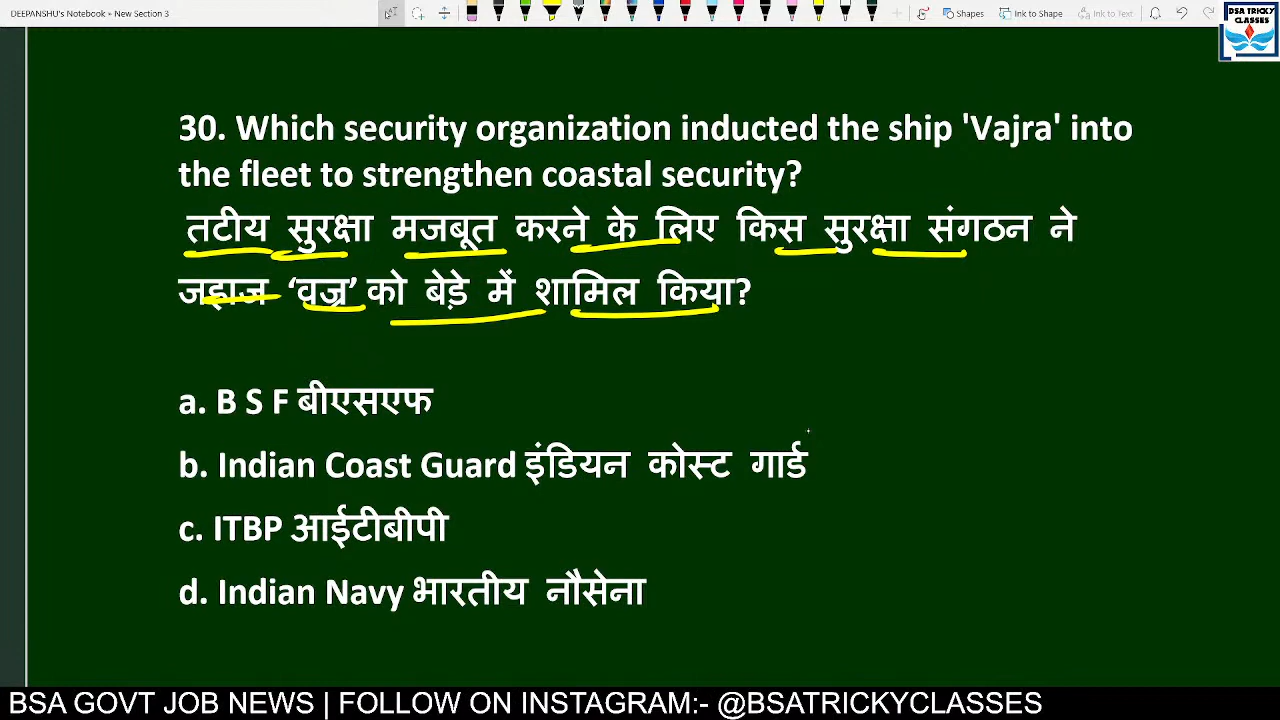 DEEPANSHU's Notebook » New Section 3
Shapes
Ink to Shape
Ink to Text
BSA TRICKY
CLASSES
30. Which security organization inducted the ship 'Vajra' into
the fleet to strengthen coastal security?
तटीय सुरक्षा मजबूत करने के लिए किस सुरक्षा संगठन ने
जहाज ‘वज्र’ को बेड़े में शामिल किया?
a. B S F बीएसएफ
b. Indian Coast Guard इंडियन कोस्ट गार्ड
c. ITBP आईटीबीपी
d. Indian Navy भारतीय नौसेना
BSA GOVT JOB NEWS | FOLLOW ON INSTAGRAM:- @BSATRICKYCLASSES